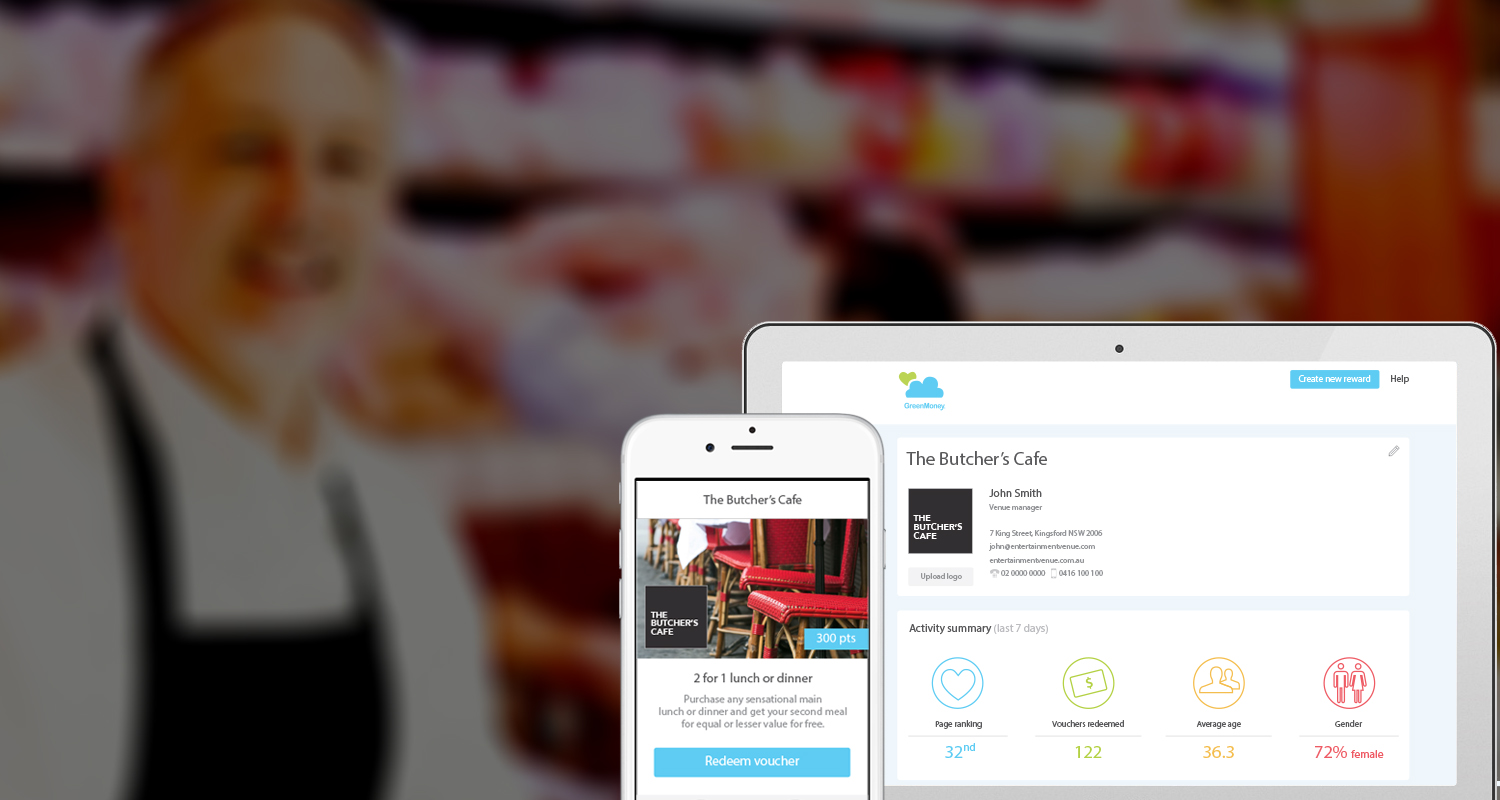 The Butcher's Cafe
THE
BUTCHER'S
CAFE
300 pts
2 for 1 lunch or dinner
Purchase any sensational main
lunch or dinner and get your second meal
for equal or lesser value for free.
Redeem voucher
GreenMoney
Create new reward
Help
The Butcher's Cafe
THE
BUTCHER'S
CAFE
Upload logo
John Smith
Venue manager
7 King Street, Kingsford NSW 2006
john@entertainmentvenue.com
entertainmentvenue.com.au
02 0000 0000 0416 100 100
Activity summary (last 7 days)
Page ranking
32nd
Vouchers redeemed
$
122
Average age
36.3
Gender
72% female